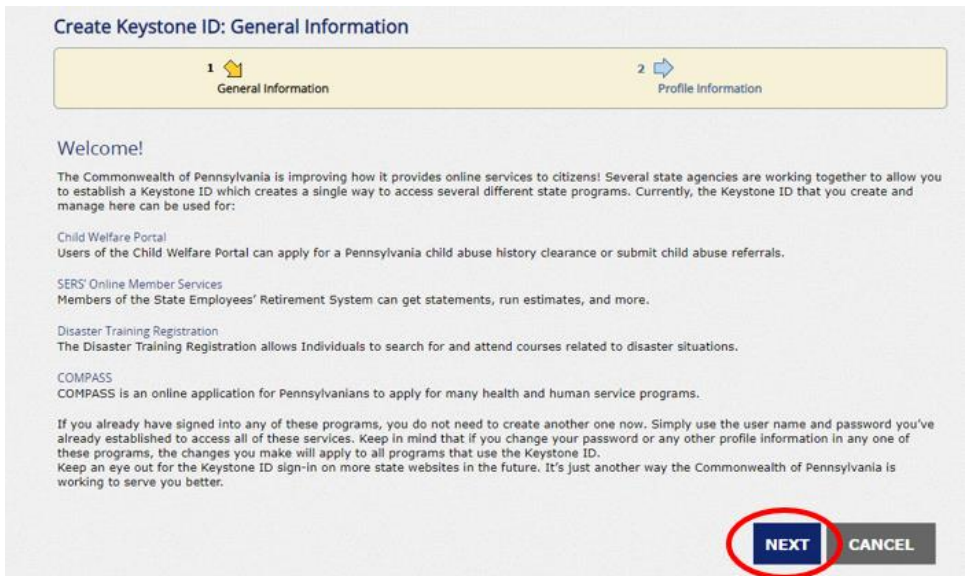 Create Keystone ID: General Information
1
General Information
2
Profile Information
Welcome!
The Commonwealth of Pennsylvania is improving how it provides online services to citizens! Several state agencies are working together to allow you
to establish a Keystone ID which creates a single way to access several different state programs. Currently, the Keystone ID that you create and
manage here can be used for:
Child Welfare Portal
Users of the Child Welfare Portal can apply for a Pennsylvania child abuse history clearance or submit child abuse referrals.
SERS' Online Member Services
Members of the State Employees' Retirement System can get statements, run estimates, and more.
Disaster Training Registration
The Disaster Training Registration allows Individuals to search for and attend courses related to disaster situations.
COMPASS
COMPASS is an online application for Pennsylvanians to apply for many health and human service programs.
If you already have signed into any of these programs, you do not need to create another one now. Simply use the user name and password you've
already established to access all of these services. Keep in mind that if you change your password or any other profile information in any one of
these programs, the changes you make will apply to all programs that use the Keystone ID.
Keep an eye out for the Keystone ID sign-in on more state websites in the future. It's just another way the Commonwealth of Pennsylvania is
working to serve you better.
NEXT CANCEL